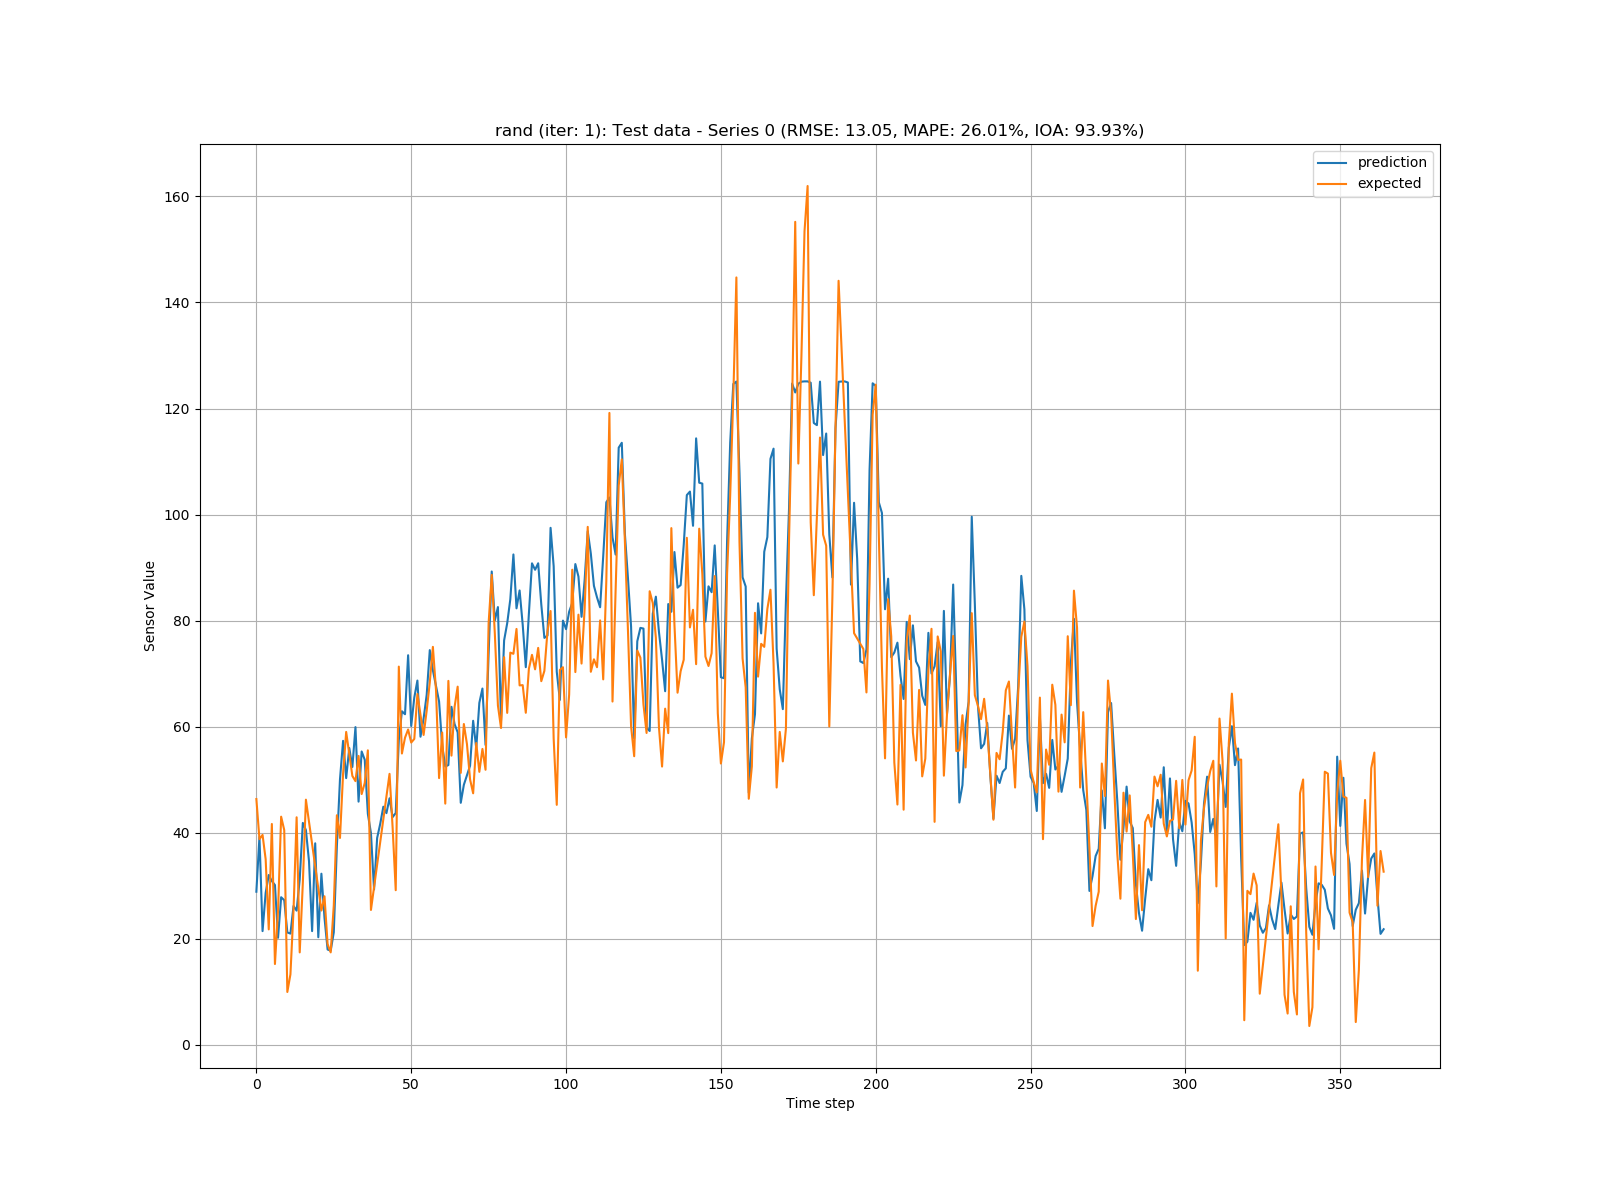 rand (iter: 1): Test data - Series 0 (RMSE: 13.05, MAPE: 26.01%, IOA: 93.93%)
prediction
expected
160
140
120
100
80
60
40
20
0
Sensor Value
0 50 100 150 200 250 300 350
Time step